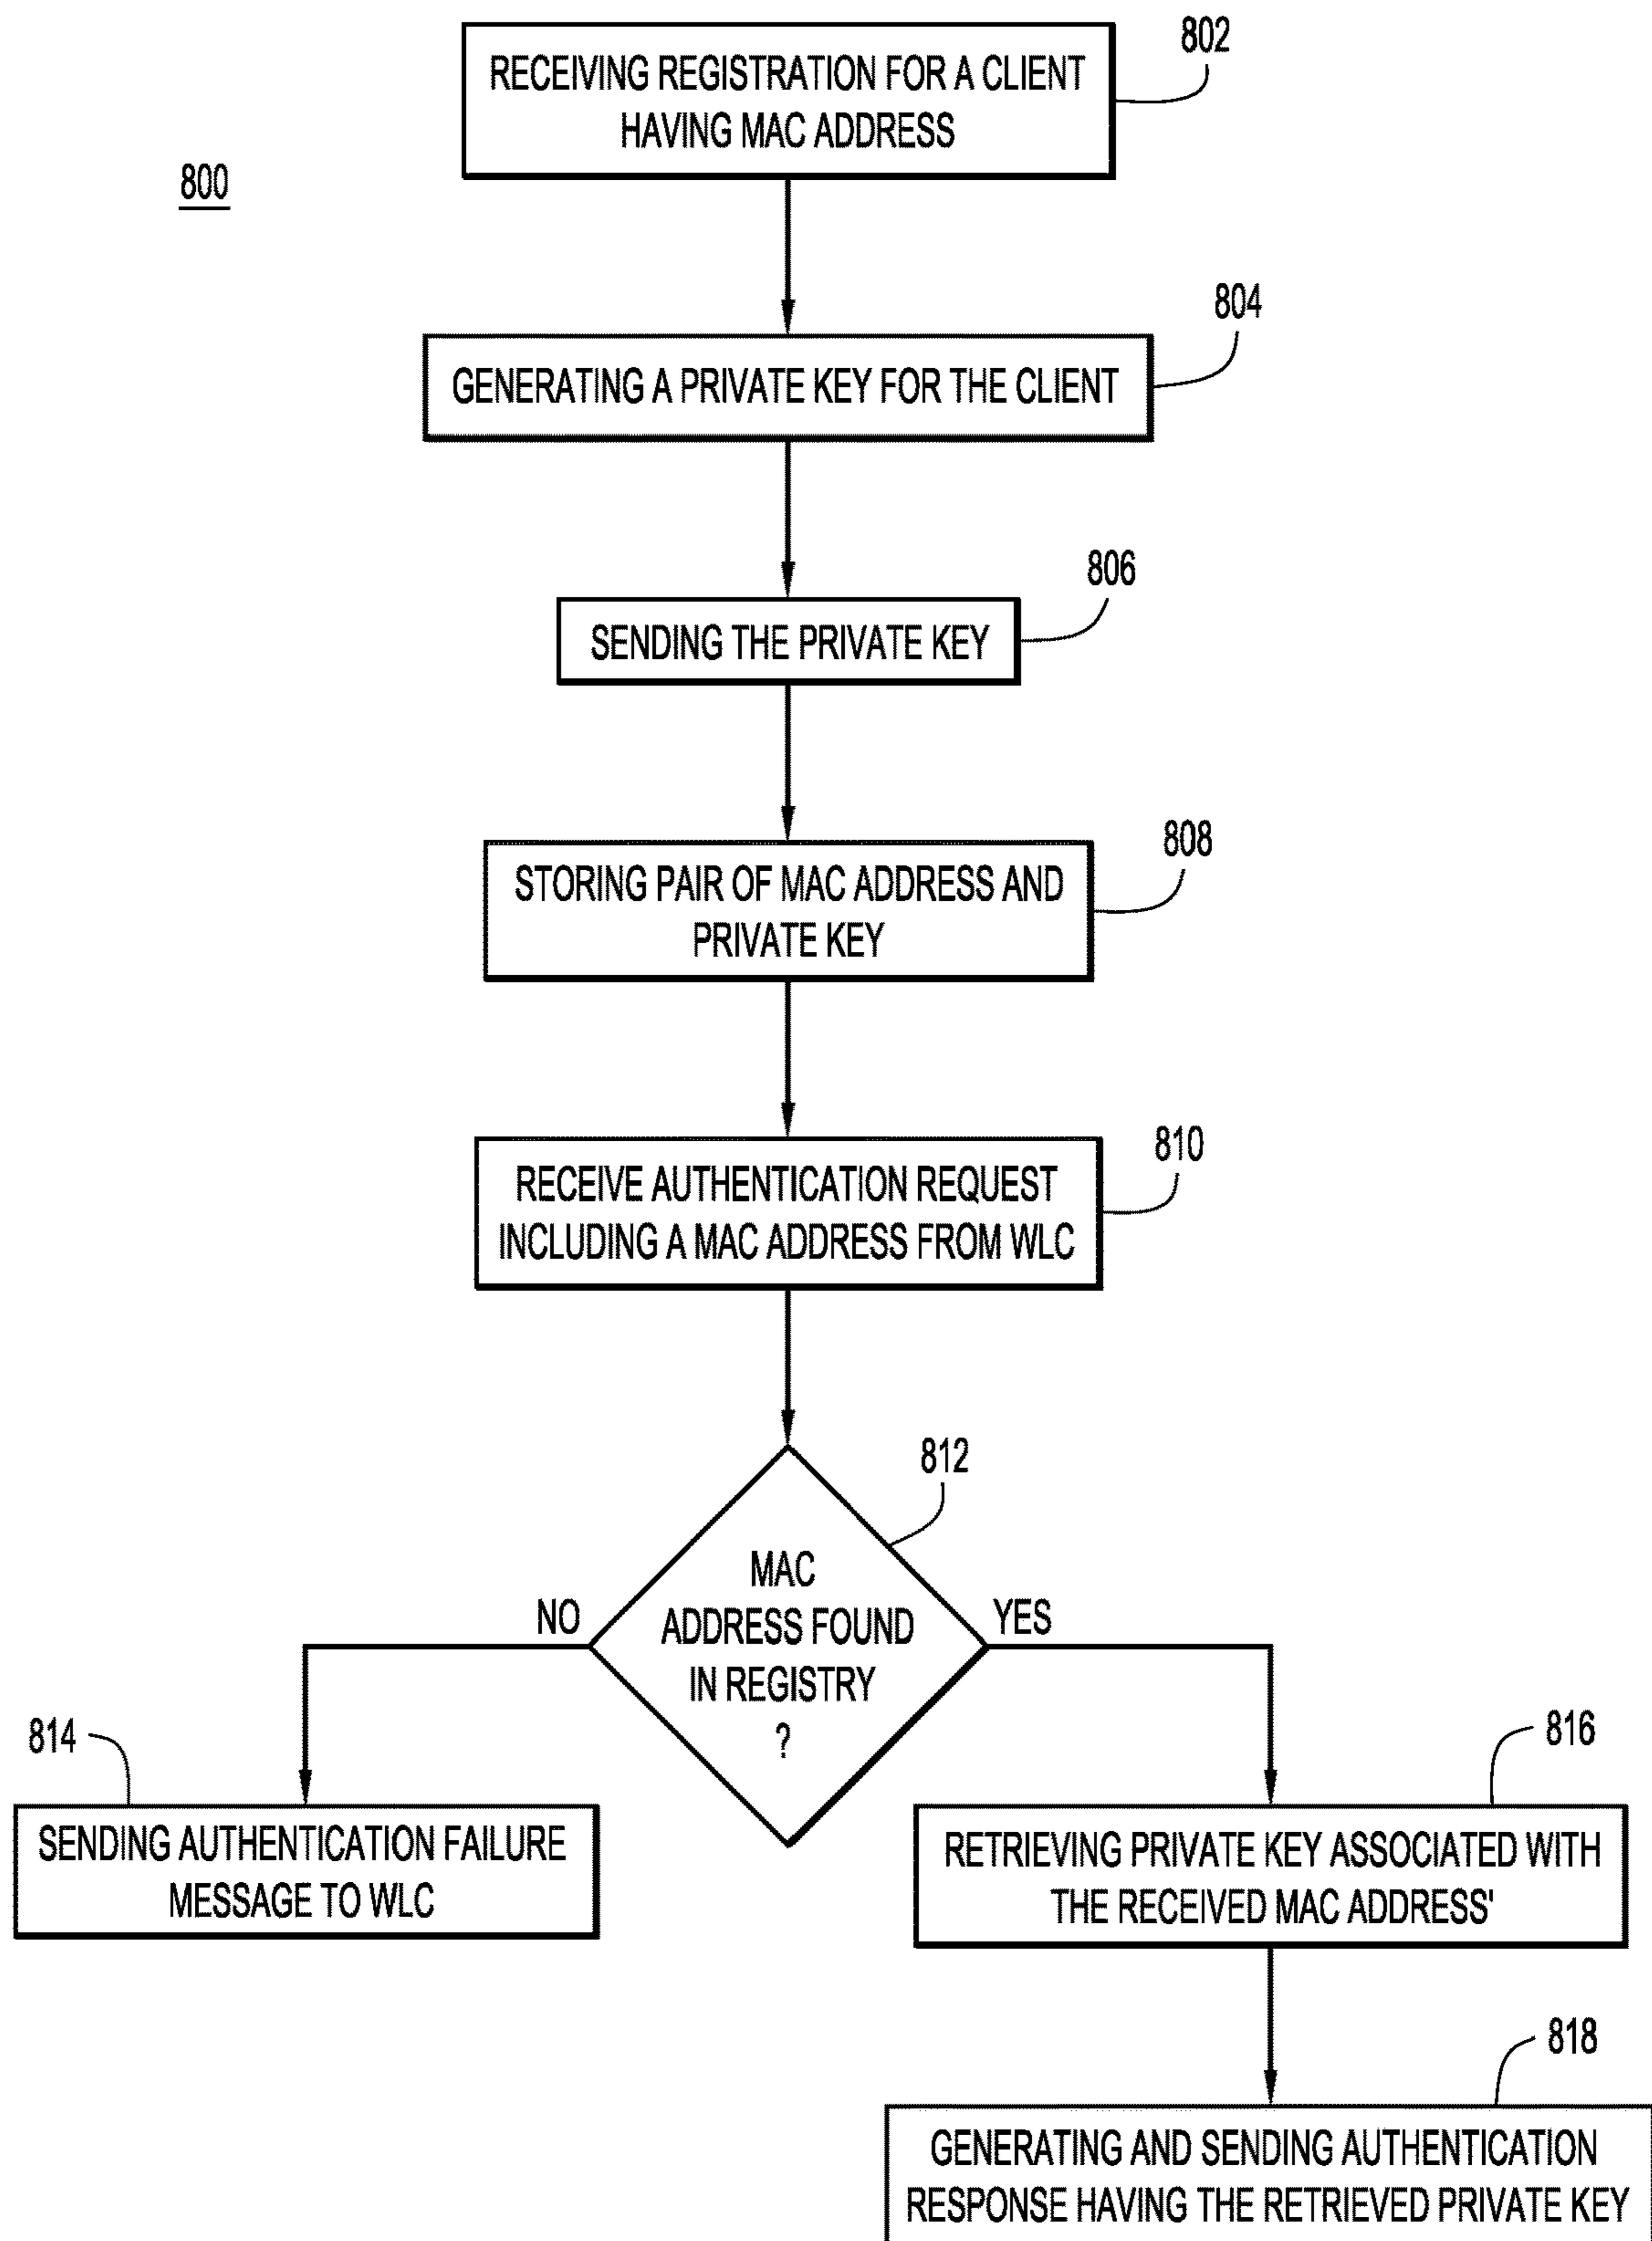 802
RECEIVING REGISTRATION FOR A CLIENT
HAVING MAC ADDRESS
800
804
GENERATING A PRIVATE KEY FOR THE CLIENT
806
SENDING THE PRIVATE KEY
808
STORING PAIR OF MAC ADDRESS AND
PRIVATE KEY
810
RECEIVE AUTHENTICATION REQUEST
INCLUDING A MAC ADDRESS FROM WLC
812
MAC
ADDRESS FOUND
IN REGISTRY
?
NO
YES
814
SENDING AUTHENTICATION FAILURE
MESSAGE TO WLC
816
RETRIEVING PRIVATE KEY ASSOCIATED WITH
THE RECEIVED MAC ADDRESS'
818
GENERATING AND SENDING AUTHENTICATION
RESPONSE HAVING THE RETRIEVED PRIVATE KEY